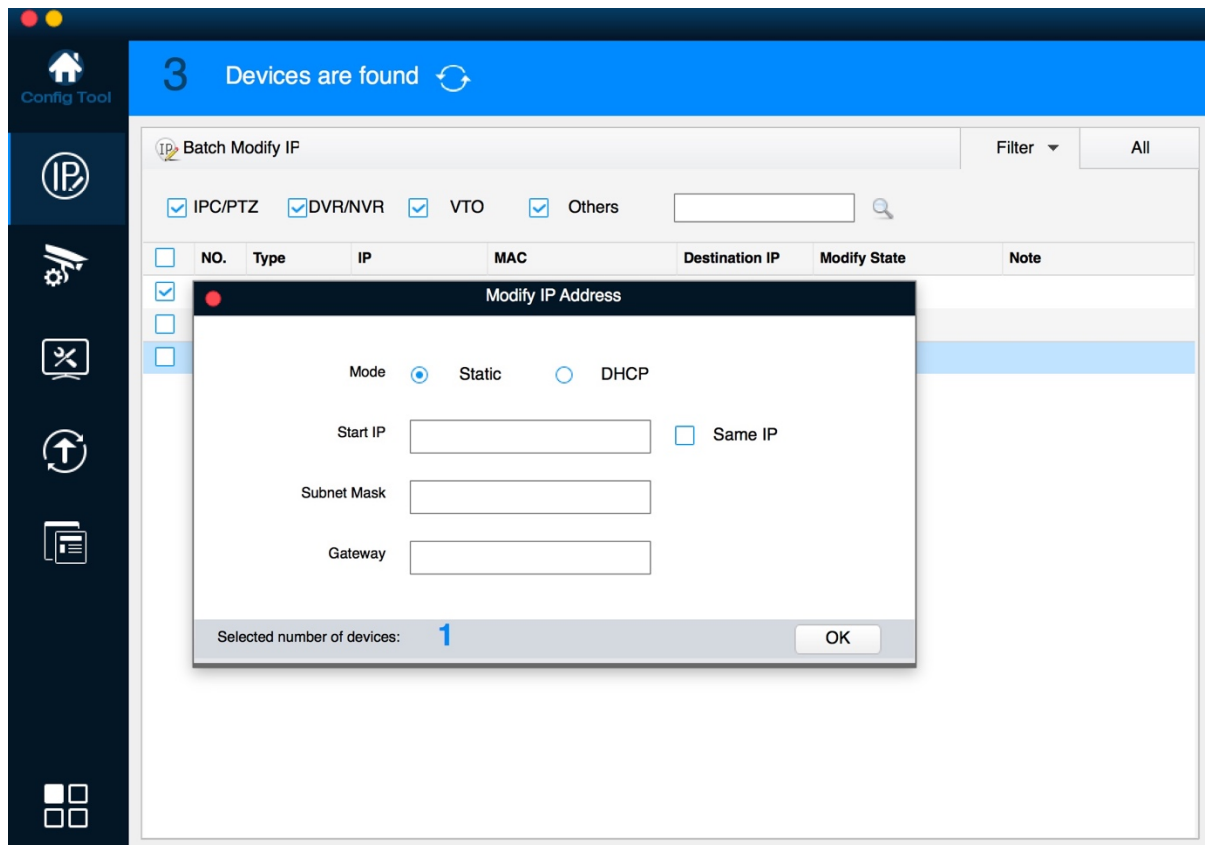 Config Tool
3 Devices are found
IP Batch Modify IP
Filter All
IPC/PTZ DVR/NVR VTO Others
NO. Type IP MAC Destination IP Modify State Note
Modify IP Address
Mode Static DHCP
Start IP Same IP
Subnet Mask
Gateway
Selected number of devices: 1
OK
IP